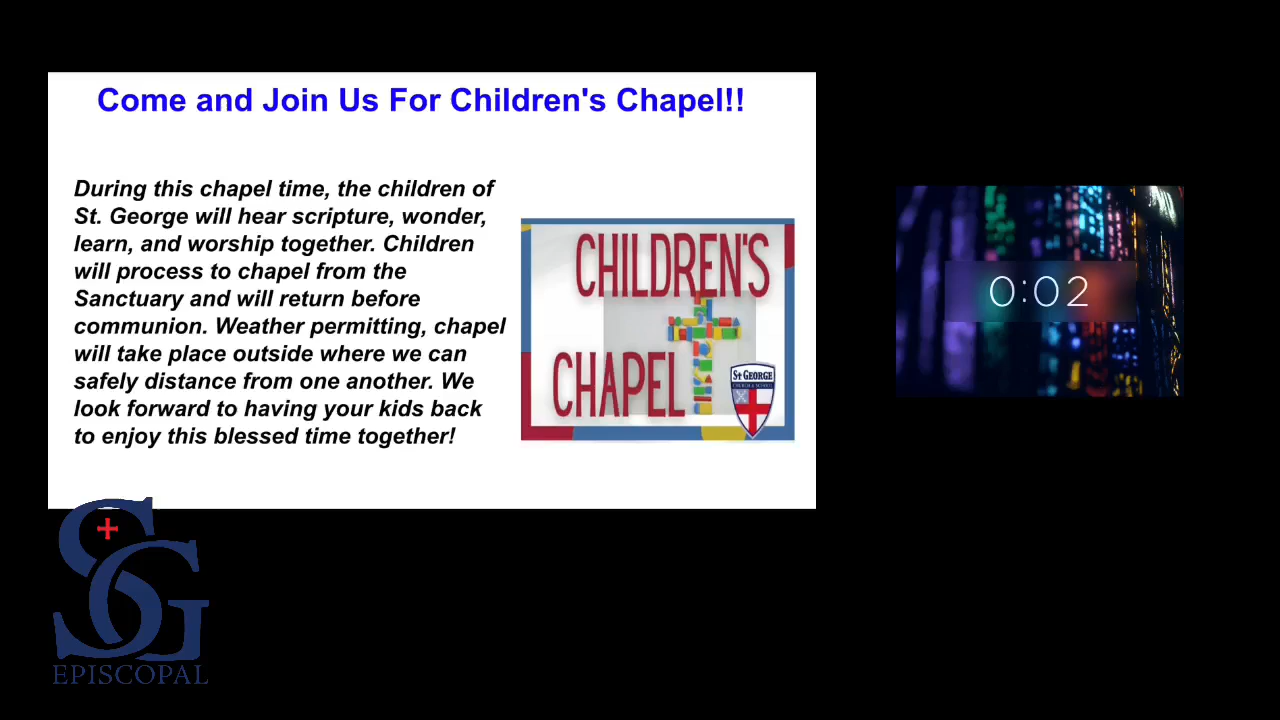 Come and Join Us For Children's Chapel!!
During this chapel time, the children of
St. George will hear scripture, wonder,
learn, and worship together. Children
will process to chapel from the
Sanctuary and will return before
communion. Weather permitting, chapel
will take place outside where we can
safely distance from one another. We
look forward to having your kids back
to enjoy this blessed time together!
CHILDREN'S
CHAPEL
ST GEORGE
CHURCH & SCHOOL
0:02
SG
EPISCOPAL